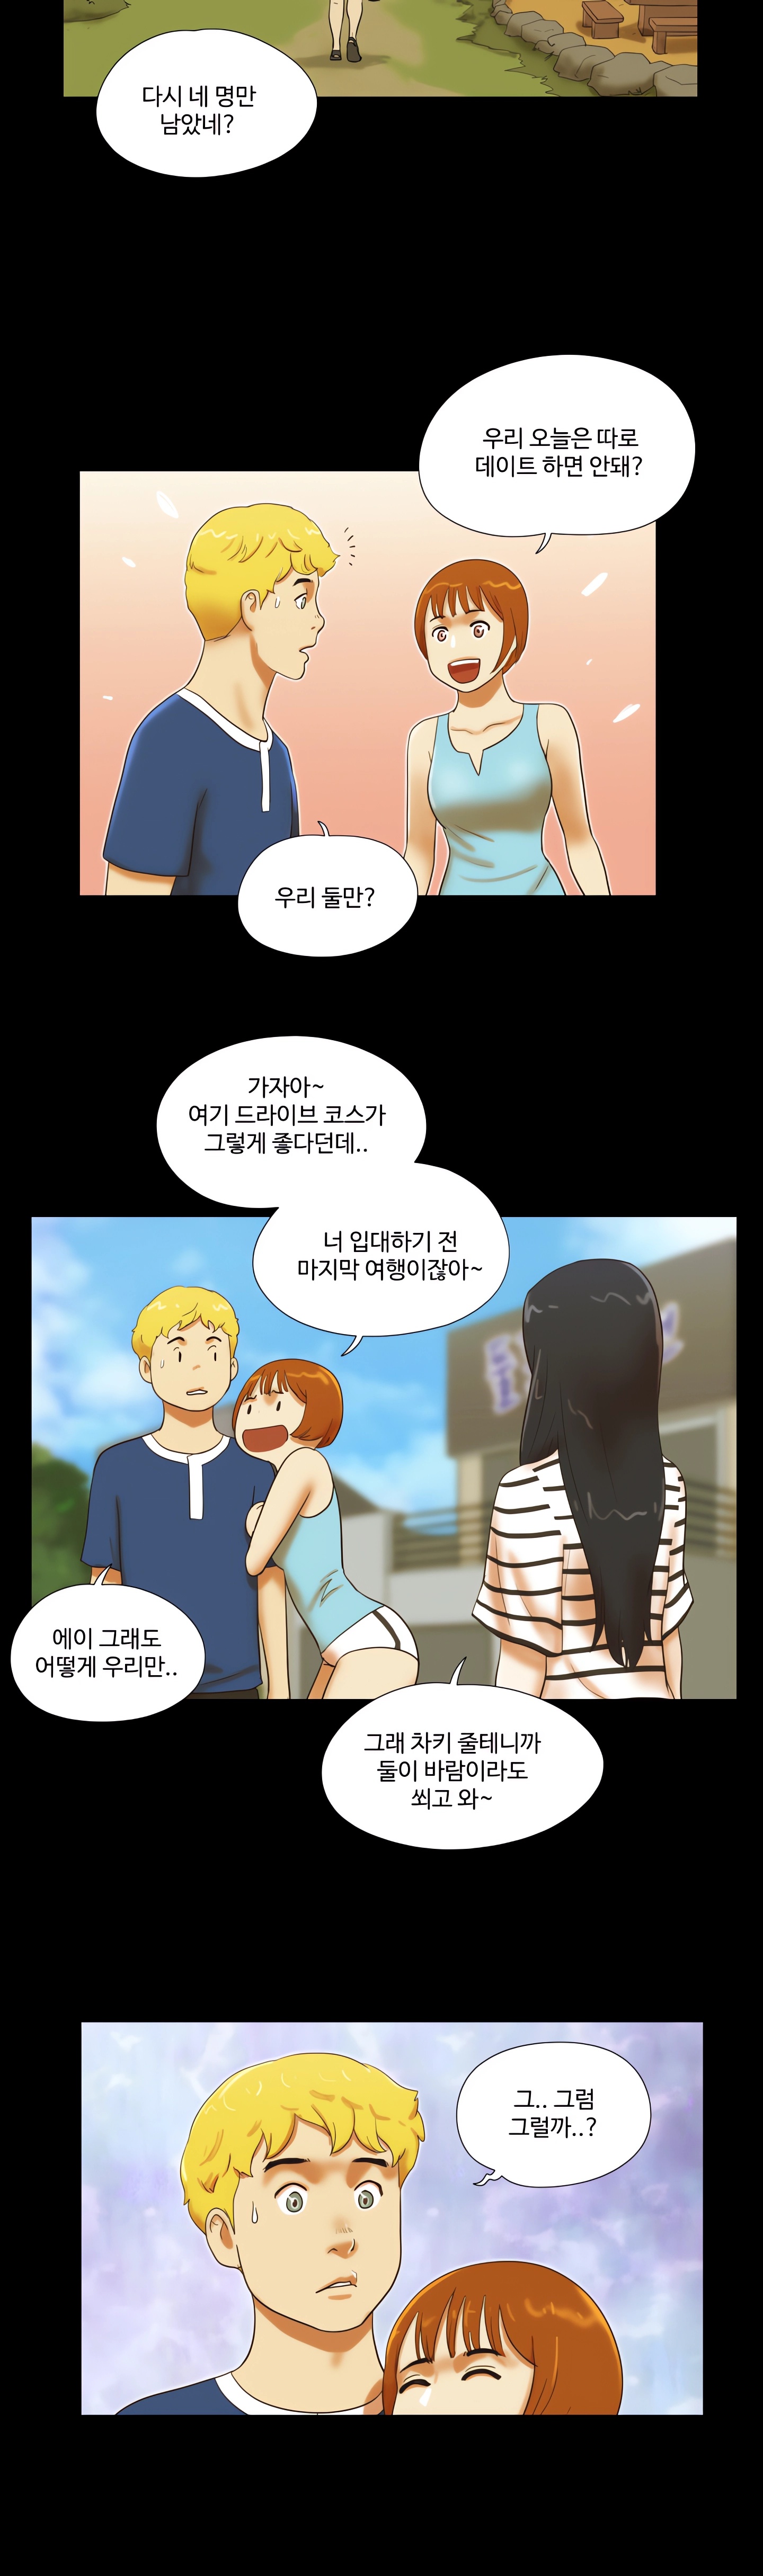 다시 네 명만
남았네?
우리 오늘은 따로
데이트 하면 안돼?
우리 둘만?
가자아~
여기 드라이브 코스가
그렇게 좋다던데..
너 입대하기 전
마지막 여행이잖아~
에이 그래도
어떻게 우리만..
그래 차키 줄테니까
둘이 바람이라도
쐬고 와~
그.. 그럼
그럴까..?